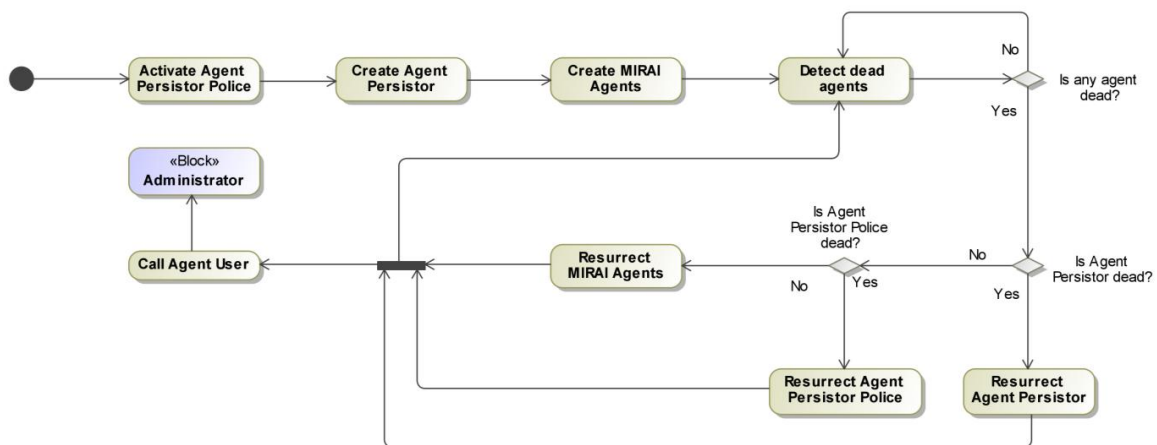 Activate Agent
Persistor Police
Create Agent
Persistor
Create MIRAI
Agents
Detect dead
agents
No
Is any agent
dead?
Yes
«Block»
Administrator
Call Agent User
Resurrect
MIRAI Agents
Is Agent
Persistor Police
dead?
No
Yes
No
Is Agent
Persistor dead?
Yes
Resurrect Agent
Persistor Police
Resurrect
Agent Persistor